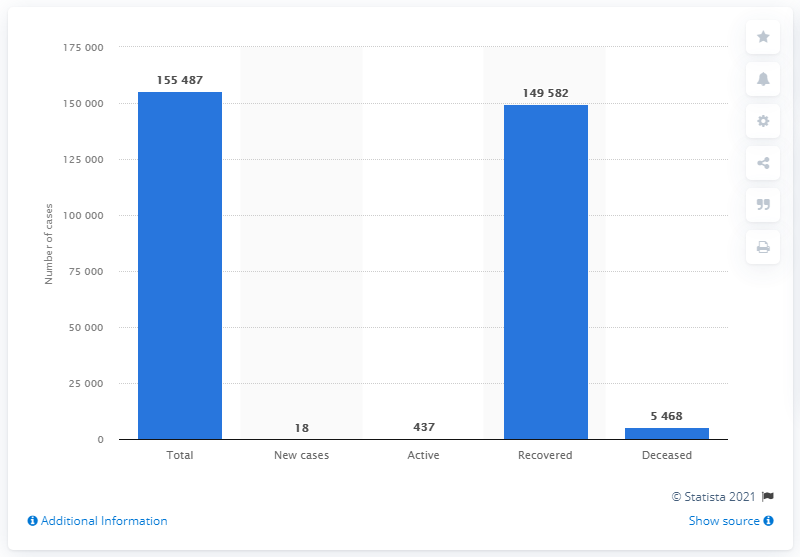 175 000
150 000
125 000
100 000
75 000
50 000
25 000
0
Number of cases
155 487
18
437
149 582
5 468
Total
New cases
Active
Recovered
Deceased
© Statista 2021
Additional Information
Show source